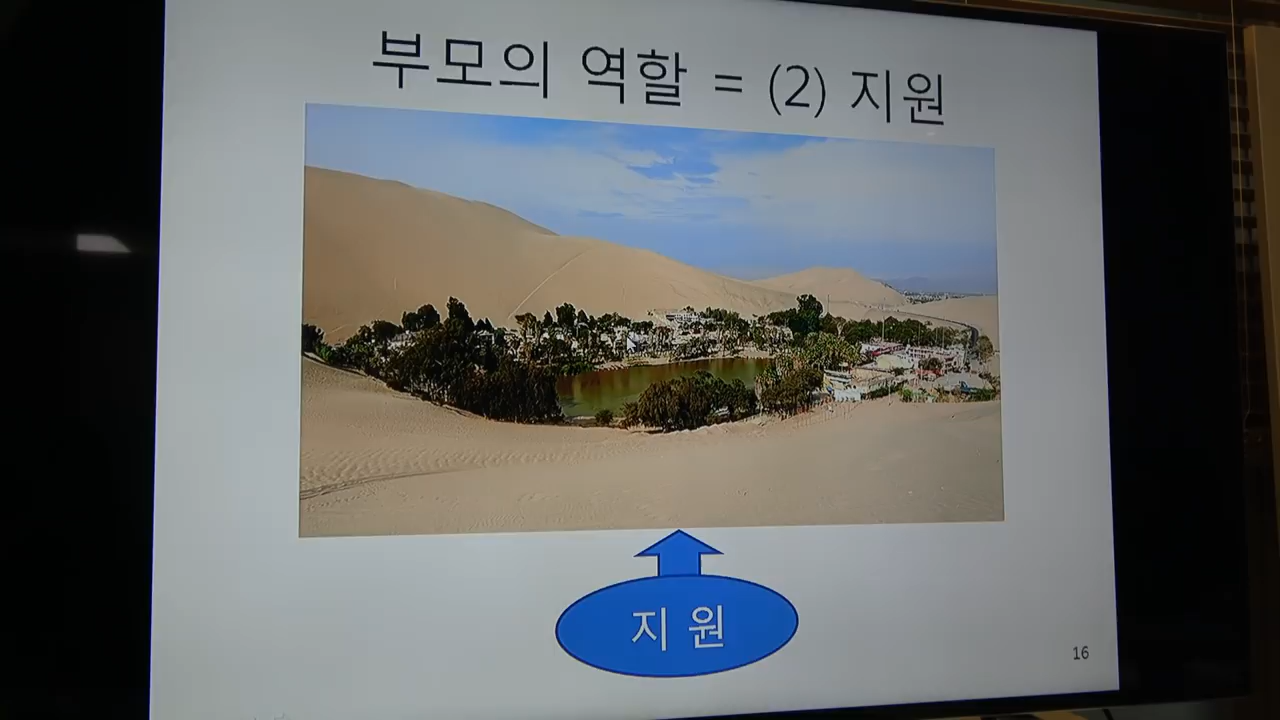 부모의 역할 = (2) 지원
지 원
16